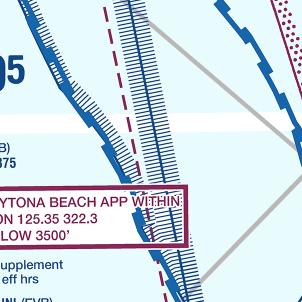 95
B)
375
YTONA BEACH APP WITHIN
ON 125.35 322.3
LOW 3500'
upplement
eff hrs